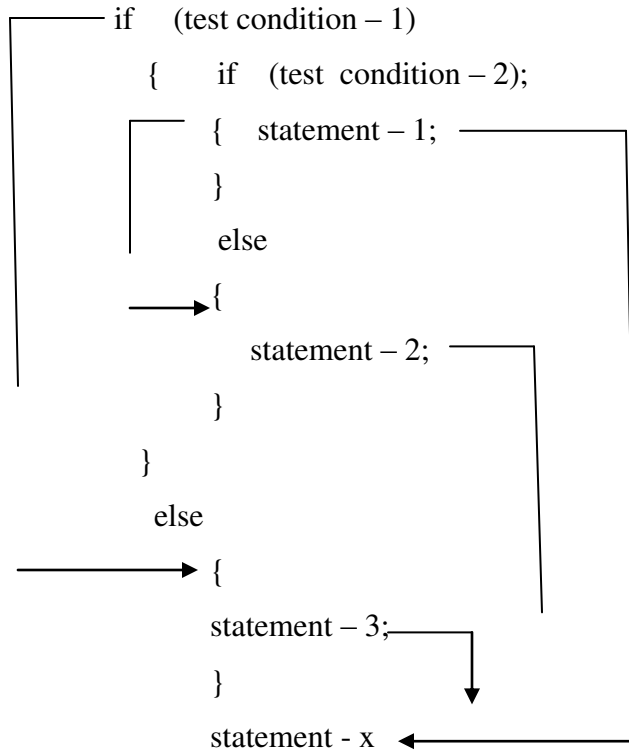 if (test condition – 1)
{ if (test condition – 2);
{ statement – 1;
}
else
{
statement – 2;
}
}
else
{
statement – 3;
}
statement - x